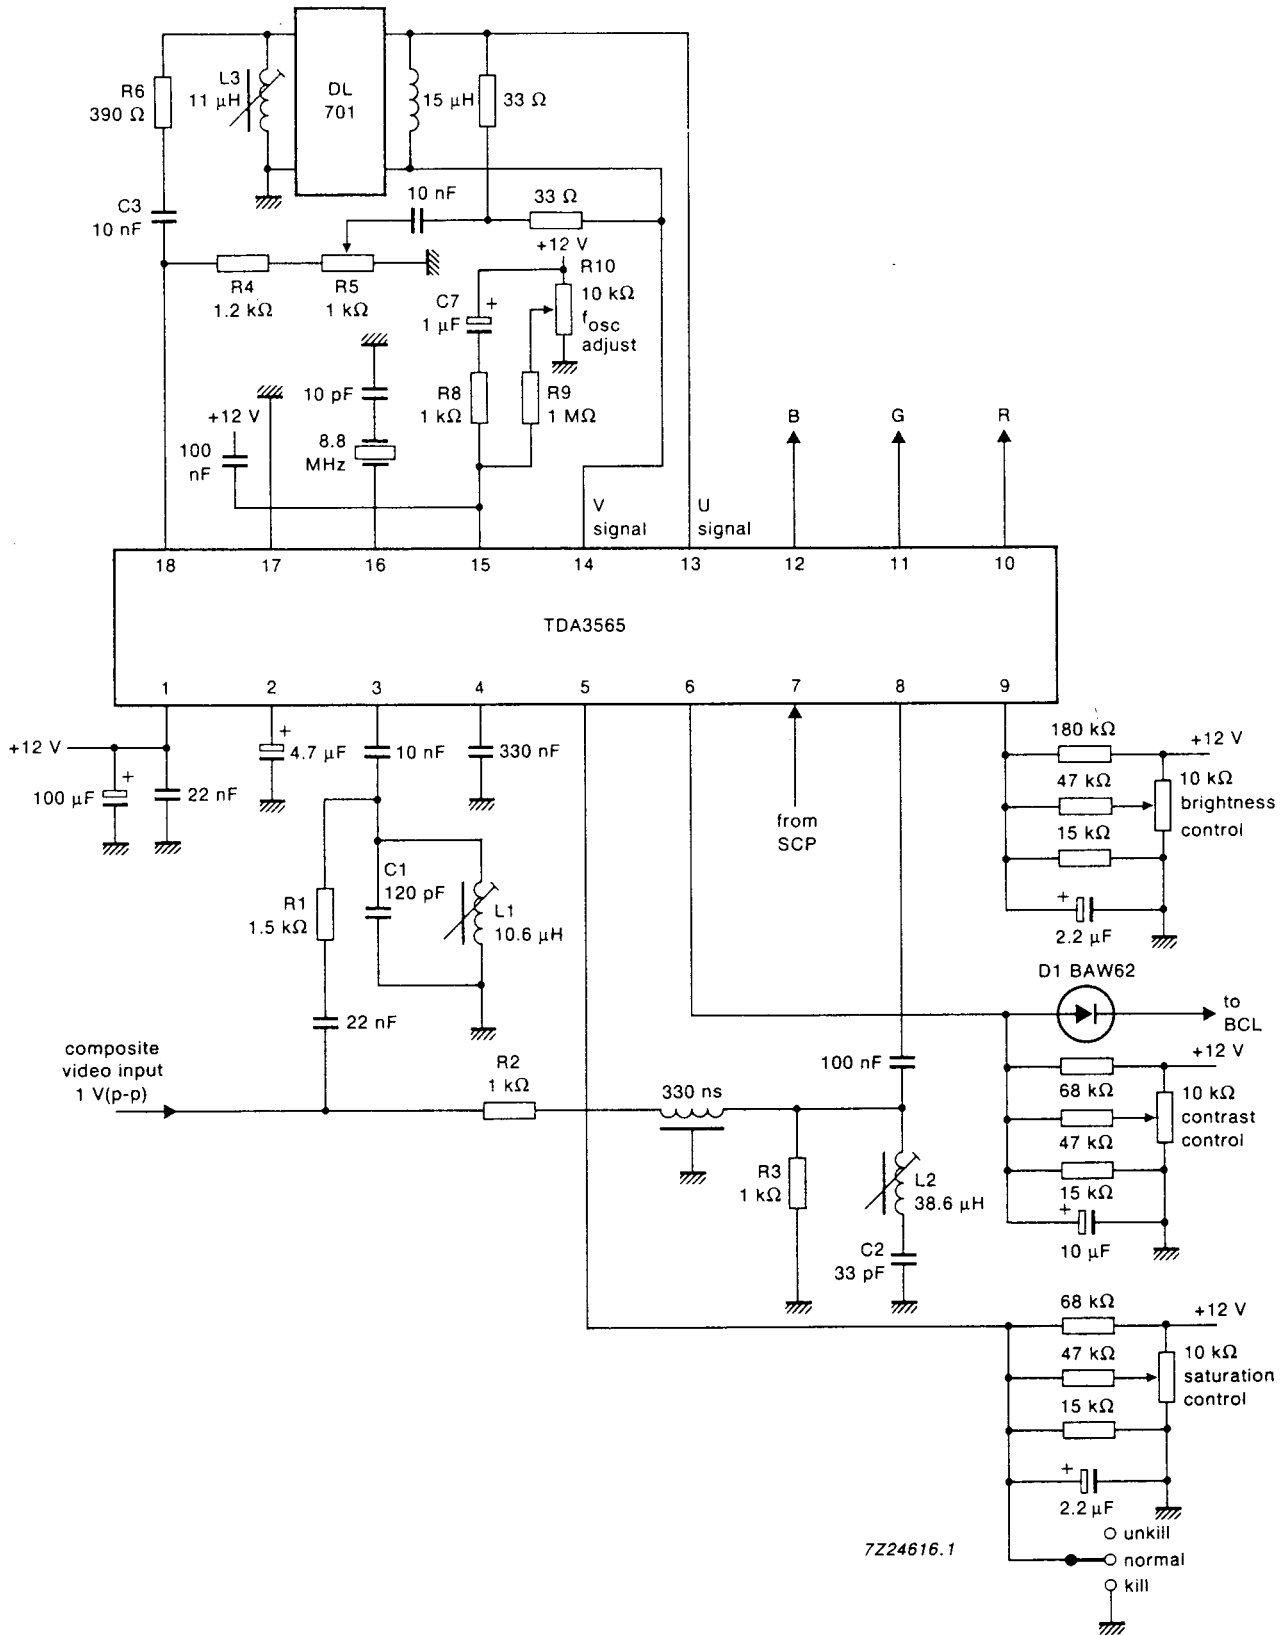 R6
390 Ω
L3
11 μH
DL
701
15 μH
33 Ω
C3
10 nF
10 nF
33 Ω
+12 V
R4
1.2 kΩ
R5
1 kΩ
C7
1 μF
+
R10
10 kΩ
fosc
adjust
10 pF
8.8
MHz
+12 V
100
nF
R8
1 kΩ
R9
1 MΩ
V
signal
U
signal
B
G
R
18
17
16
15
14
13
12
11
10
TDA3565
1
2
3
4
5
6
7
8
9
+12 V
+
100 μF
22 nF
+
4.7 μF
10 nF
330 nF
from
SCP
180 kΩ
+12 V
47 kΩ
10 kΩ
brightness
control
15 kΩ
+
2.2 μF
R1
1.5 kΩ
C1
120 pF
L1
10.6 μH
22 nF
D1 BAW62
to
BCL
composite
video input
1 V(p-p)
R2
1 kΩ
330 ns
100 nF
R3
1 kΩ
L2
38.6 μH
C2
33 pF
+12 V
68 kΩ
10 kΩ
contrast
control
47 kΩ
15 kΩ
+
10 μF
68 kΩ
+12 V
47 kΩ
10 kΩ
saturation
control
15 kΩ
+
2.2 μF
unkill
normal
kill
7Z24616.1